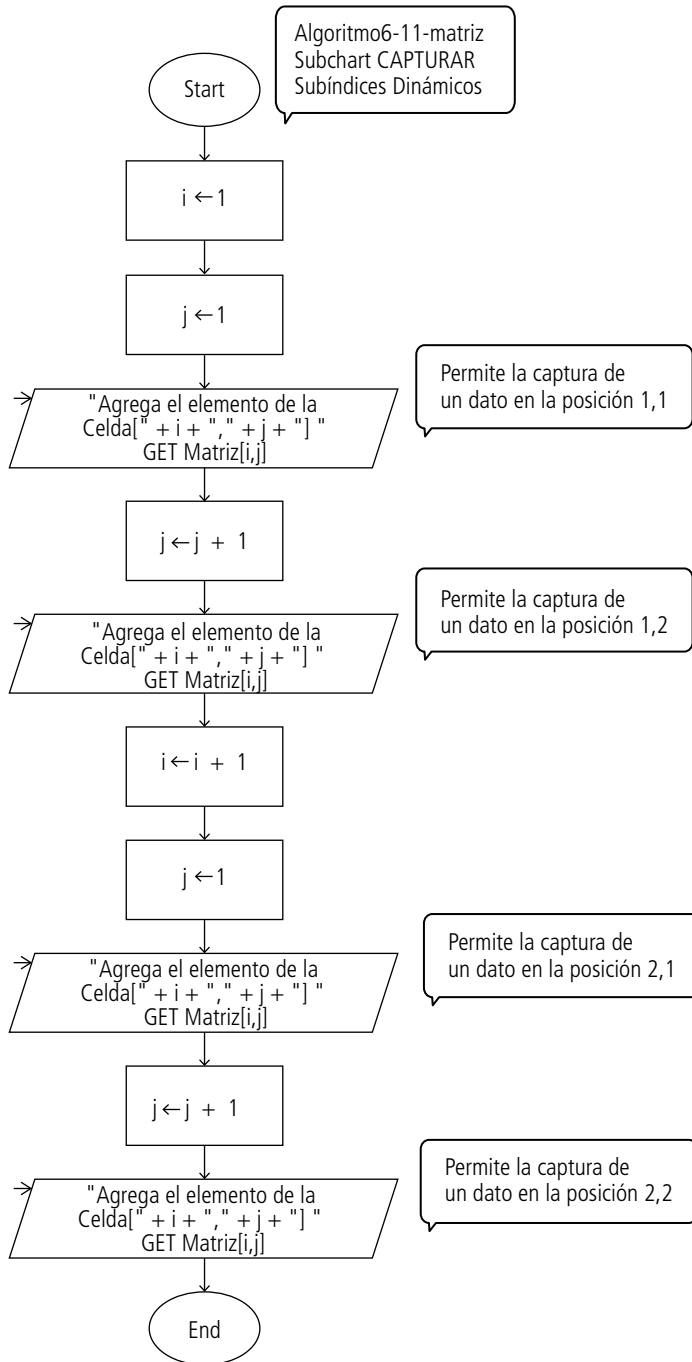 Algoritmo6-11-matriz
Subchart CAPTURAR
Subíndices Dinámicos
Start
i ← 1
j ← 1
"Agrega el elemento de la
Celda[" + i + "," + j + "] "
GET Matriz[i,j]
Permite la captura de
un dato en la posición 1,1
j ← j + 1
"Agrega el elemento de la
Celda[" + i + "," + j + "] "
GET Matriz[i,j]
Permite la captura de
un dato en la posición 1,2
i ← i + 1
j ← 1
"Agrega el elemento de la
Celda[" + i + "," + j + "] "
GET Matriz[i,j]
Permite la captura de
un dato en la posición 2,1
j ← j + 1
"Agrega el elemento de la
Celda[" + i + "," + j + "] "
GET Matriz[i,j]
Permite la captura de
un dato en la posición 2,2
End